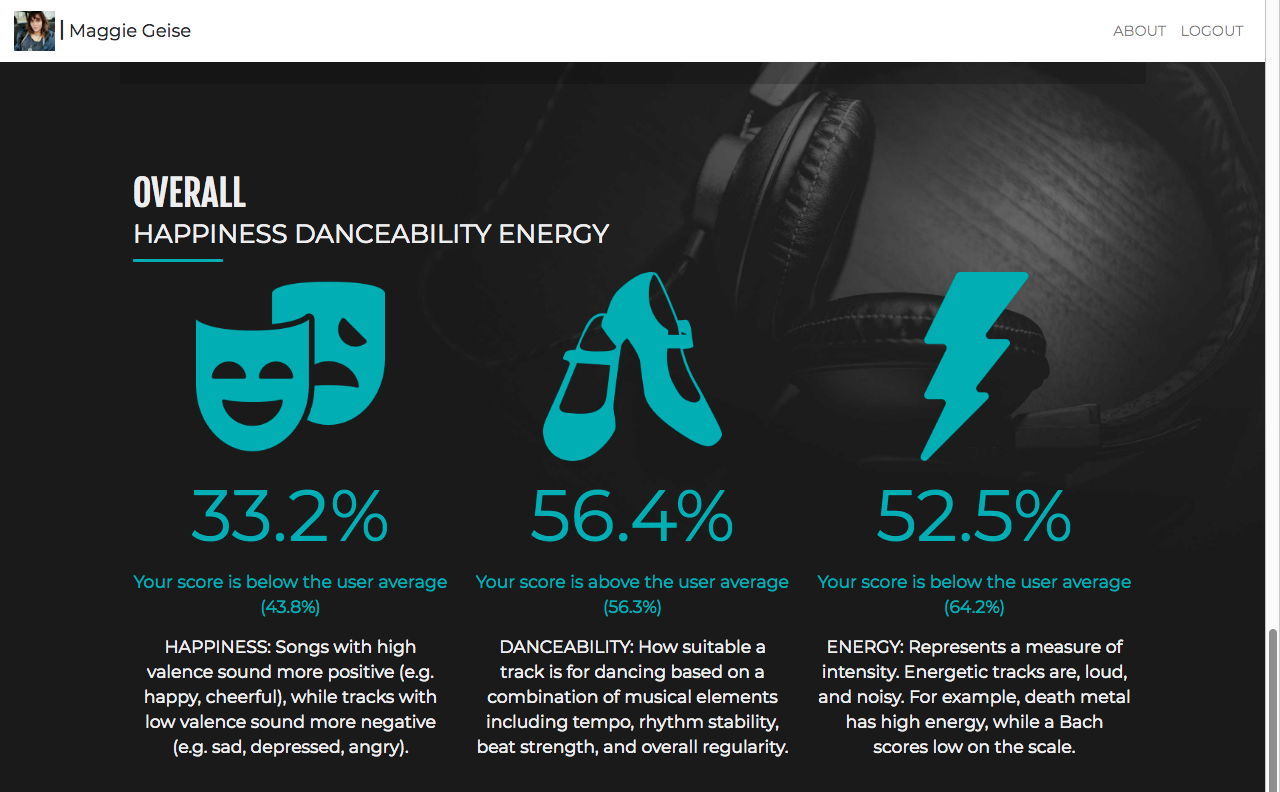 | Maggie Geise
ABOUT LOGOUT
OVERALL
HAPPINESS DANCEABILITY ENERGY
33.2%
Your score is below the user average
(43.8%)
HAPPINESS: Songs with high
valence sound more positive (e.g.
happy, cheerful), while tracks with
low valence sound more negative
(e.g. sad, depressed, angry).
56.4%
Your score is above the user average
(56.3%)
DANCEABILITY: How suitable a
track is for dancing based on a
combination of musical elements
including tempo, rhythm stability,
beat strength, and overall regularity.
52.5%
Your score is below the user average
(64.2%)
ENERGY: Represents a measure of
intensity. Energetic tracks are, loud,
and noisy. For example, death metal
has high energy, while a Bach
scores low on the scale.